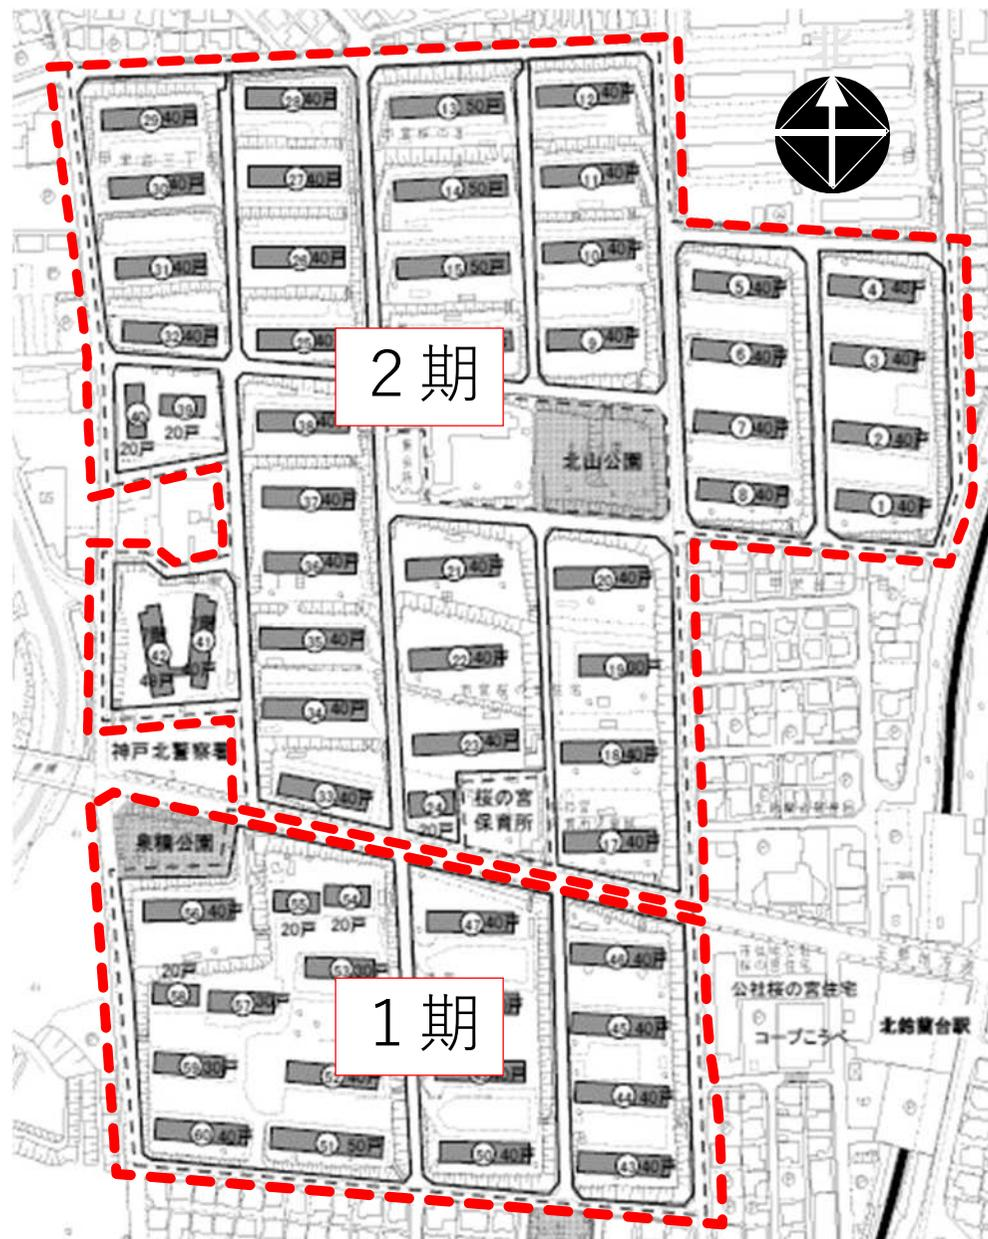 28 40戸
13 50戸
12 40戸
29 40戸
27 40戸
14 50戸
11 40戸
30 40戸
26 40戸
15 50戸
10 40戸
31 40戸
5 40戸
4 40戸
32 40戸
25 40
9 40戸
6 40戸
3 40戸
2期
40
20戸
39
20戸
38
7 40戸
2 40戸
北山公園
37 40戸
8 40戸
1 40戸
36 40戸
21 40戸
20 40戸
35 40戸
22 40戸
19
42
41
34 40戸
23 40戸
18 40戸
神戸北警察署
33 40戸
24
20戸
桜の宮
保育所
17 40戸
泉積公園
56 40戸
55
20戸
54
20戸
47 40戸
46 40戸
53 30
20戸
58
57 30
公社桜の宮住宅
1期
45 40戸
コープこうべ
北鈴蘭台駅
59 30
52 40戸
44 40戸
60 40戸
51 50戸
50 40戸
43 40戸